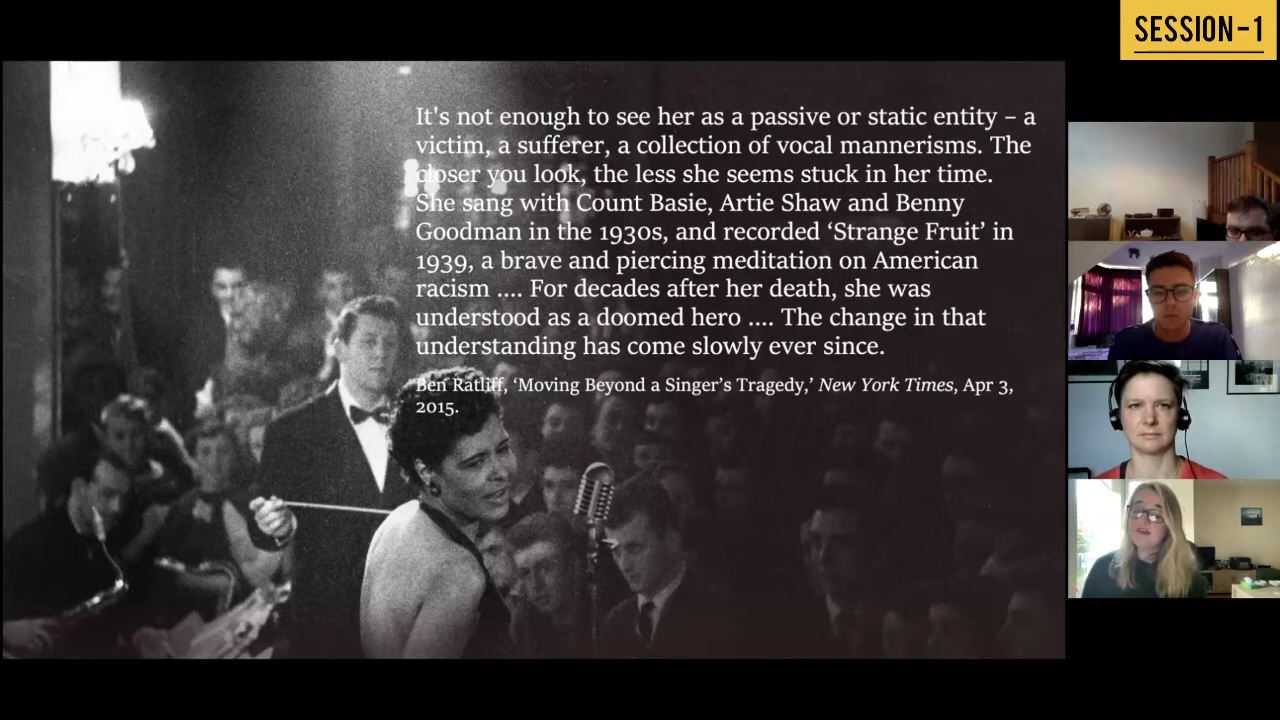 SESSION-1
It's not enough to see her as a passive or static entity – a
victim, a sufferer, a collection of vocal mannerisms. The
closer you look, the less she seems stuck in her time.
She sang with Count Basie, Artie Shaw and Benny
Goodman in the 1930s, and recorded ‘Strange Fruit’ in
1939, a brave and piercing meditation on American
racism .... For decades after her death, she was
understood as a doomed hero .... The change in that
understanding has come slowly ever since.
Ben Ratliff, ‘Moving Beyond a Singer’s Tragedy,’ New York Times, Apr 3,
2015.